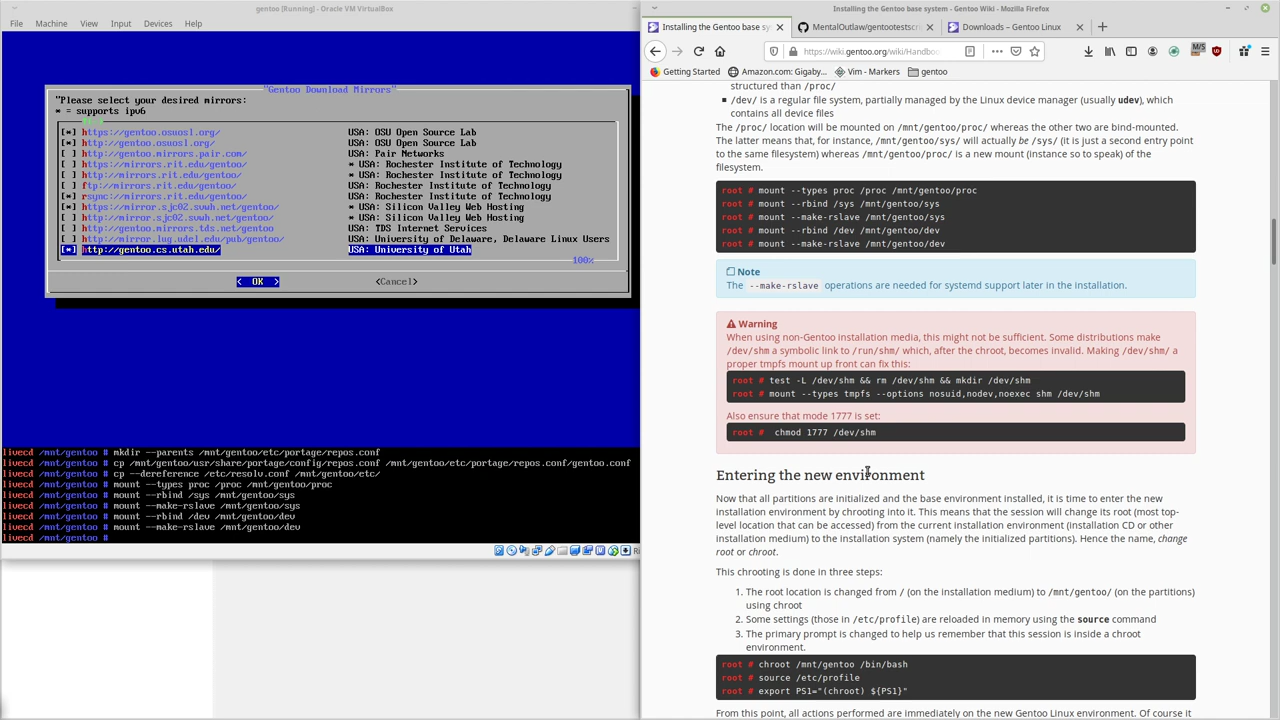 gentoo [Running] - Oracle VM VirtualBox
File Machine View Input Devices Help
"Gentoo Download Mirrors"
"Please select your desired mirrors:
* = supports ipv6
[*] https://gentoo.osuosl.org/ USA: OSU Open Source Lab
[*] http://gentoo.osuosl.org/ USA: OSU Open Source Lab
[ ] http://gentoo.mirrors.pair.com/ USA: Pair Networks
[ ] https://mirrors.rit.edu/gentoo/ * USA: Rochester Institute of Technology
[ ] http://mirrors.rit.edu/gentoo/ * USA: Rochester Institute of Technology
[ ] ftp://mirrors.rit.edu/gentoo/ USA: Rochester Institute of Technology
[*] rsync://mirrors.rit.edu/gentoo/ USA: Rochester Institute of Technology
[ ] https://mirror.sjc02.svwh.net/gentoo/ * USA: Silicon Valley Web Hosting
[ ] http://mirror.sjc02.svwh.net/gentoo/ * USA: Silicon Valley Web Hosting
[ ] http://gentoo.mirrors.tds.net/gentoo USA: TDS Internet Services
[ ] http://mirror.lug.udel.edu/pub/gentoo/ USA: University of Delaware, Delaware Linux Users
[*] http://gentoo.cs.utah.edu/ USA: University of Utah
100%
< OK > <Cancel>
livecd /mnt/gentoo # mkdir --parents /mnt/gentoo/etc/portage/repos.conf
livecd /mnt/gentoo # cp /mnt/gentoo/usr/share/portage/config/repos.conf /mnt/gentoo/etc/portage/repos.conf/gentoo.conf
livecd /mnt/gentoo # cp --dereference /etc/resolv.conf /mnt/gentoo/etc/
livecd /mnt/gentoo # mount --types proc /proc /mnt/gentoo/proc
livecd /mnt/gentoo # mount --rbind /sys /mnt/gentoo/sys
livecd /mnt/gentoo # mount --make-rslave /mnt/gentoo/sys
livecd /mnt/gentoo # mount --rbind /dev /mnt/gentoo/dev
livecd /mnt/gentoo # mount --make-rslave /mnt/gentoo/dev
livecd /mnt/gentoo #
Installing the Gentoo base system - Gentoo Wiki - Mozilla Firefox
Installing the Gentoo base sys MentalOutlaw/gentootestscr Downloads – Gentoo Linux
https://wiki.gentoo.org/wiki/Handboo
M/S
Getting Started Amazon.com: Gigaby... Vim - Markers gentoo
structured than /proc/
/dev/ is a regular file system, partially managed by the Linux device manager (usually udev), which
contains all device files
The /proc/ location will be mounted on /mnt/gentoo/proc/ whereas the other two are bind-mounted.
The latter means that, for instance, /mnt/gentoo/sys/ will actually be /sys/ (it is just a second entry point
to the same filesystem) whereas /mnt/gentoo/proc/ is a new mount (instance so to speak) of the
filesystem.
root # mount --types proc /proc /mnt/gentoo/proc
root # mount --rbind /sys /mnt/gentoo/sys
root # mount --make-rslave /mnt/gentoo/sys
root # mount --rbind /dev /mnt/gentoo/dev
root # mount --make-rslave /mnt/gentoo/dev
Note
The --make-rslave operations are needed for systemd support later in the installation.
Warning
When using non-Gentoo installation media, this might not be sufficient. Some distributions make
/dev/shm a symbolic link to /run/shm/ which, after the chroot, becomes invalid. Making /dev/shm/ a
proper tmpfs mount up front can fix this:
root # test -L /dev/shm && rm /dev/shm && mkdir /dev/shm
root # mount --types tmpfs --options nosuid,nodev,noexec shm /dev/shm
Also ensure that mode 1777 is set:
root # chmod 1777 /dev/shm
Entering the new environment
Now that all partitions are initialized and the base environment installed, it is time to enter the new
installation environment by chrooting into it. This means that the session will change its root (most top-
level location that can be accessed) from the current installation environment (installation CD or other
installation medium) to the installation system (namely the initialized partitions). Hence the name, change
root or chroot.
This chrooting is done in three steps:
1. The root location is changed from / (on the installation medium) to /mnt/gentoo/ (on the partitions)
using chroot
2. Some settings (those in /etc/profile) are reloaded in memory using the source command
3. The primary prompt is changed to help us remember that this session is inside a chroot
environment.
root # chroot /mnt/gentoo /bin/bash
root # source /etc/profile
root # export PS1="(chroot) ${PS1}"
From this point, all actions performed are immediately on the new Gentoo Linux environment. Of course it